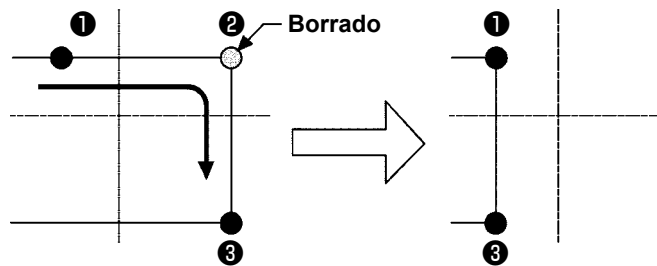 ❶ ❷ Borrado ❶
❸ ❸